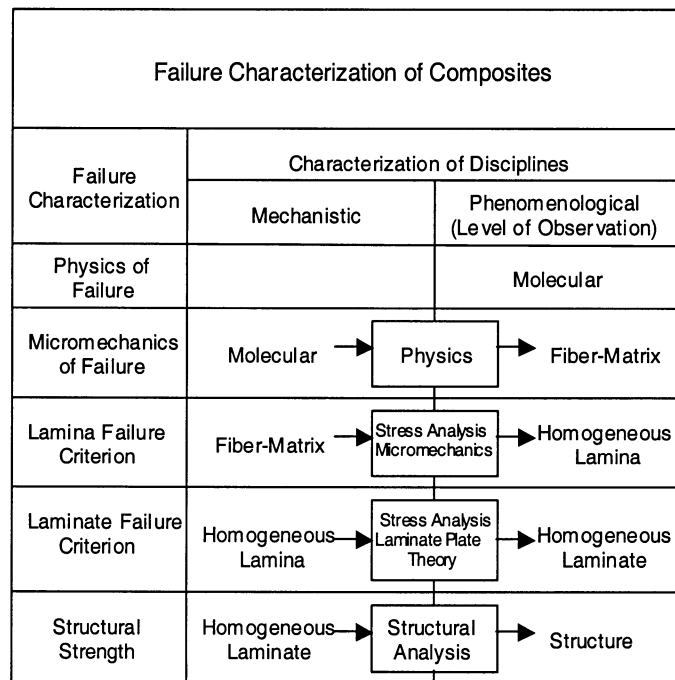 Failure Characterization of Composites
Failure
Characterization
Characterization of Disciplines
Mechanistic
Phenomenological
(Level of Observation)
Physics of
Failure
Molecular
Micromechanics
of Failure
Molecular
Physics
Fiber-Matrix
Lamina Failure
Criterion
Fiber-Matrix
Stress Analysis
Micromechanics
Homogeneous
Lamina
Laminate Failure
Criterion
Homogeneous
Lamina
Stress Analysis
Laminate Plate
Theory
Homogeneous
Laminate
Structural
Strength
Homogeneous
Laminate
Structural
Analysis
Structure